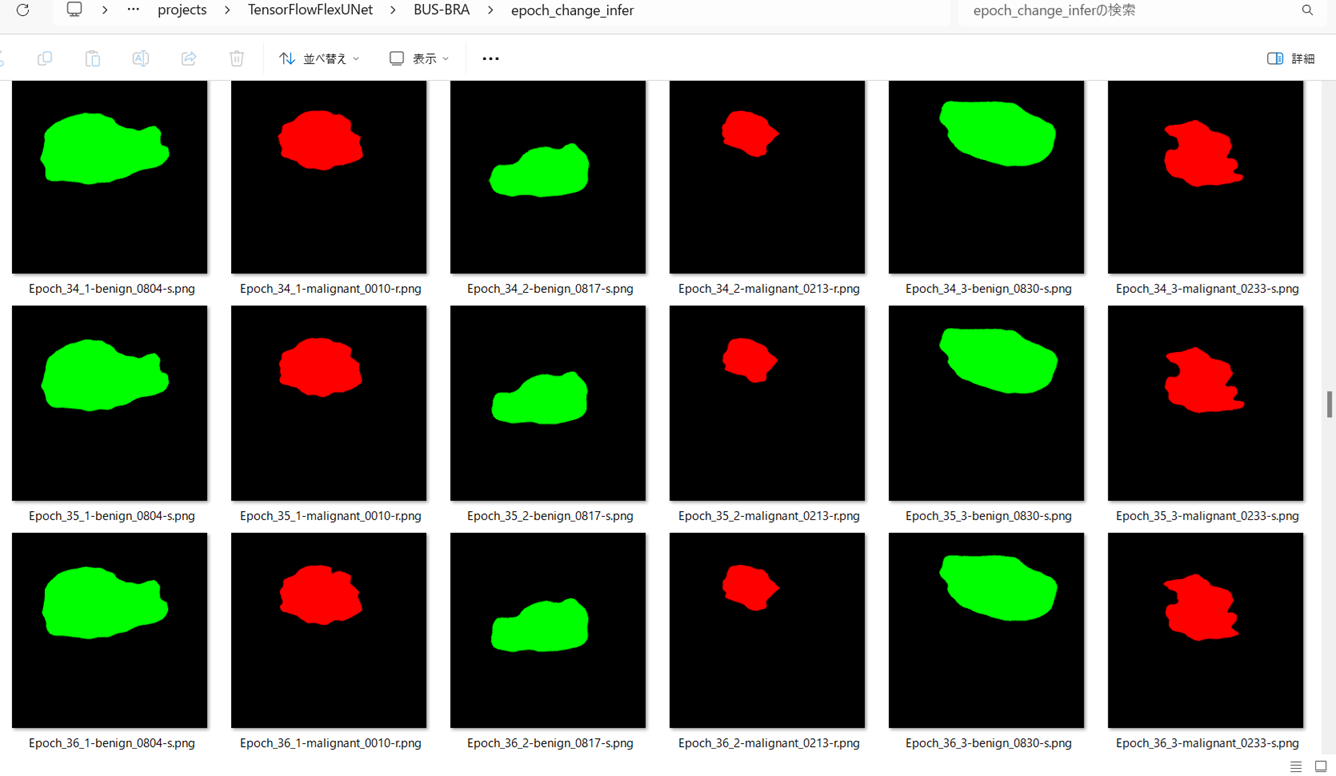 projects > TensorFlowFlexUNet > BUS-BRA > epoch_change_infer
epoch_change_inferの検索
並べ替え
表示
詳細
Epoch_34_1-benign_0804-s.png
Epoch_34_1-malignant_0010-r.png
Epoch_34_2-benign_0817-s.png
Epoch_34_2-malignant_0213-r.png
Epoch_34_3-benign_0830-s.png
Epoch_34_3-malignant_0233-s.png
Epoch_35_1-benign_0804-s.png
Epoch_35_1-malignant_0010-r.png
Epoch_35_2-benign_0817-s.png
Epoch_35_2-malignant_0213-r.png
Epoch_35_3-benign_0830-s.png
Epoch_35_3-malignant_0233-s.png
Epoch_36_1-benign_0804-s.png
Epoch_36_1-malignant_0010-r.png
Epoch_36_2-benign_0817-s.png
Epoch_36_2-malignant_0213-r.png
Epoch_36_3-benign_0830-s.png
Epoch_36_3-malignant_0233-s.png